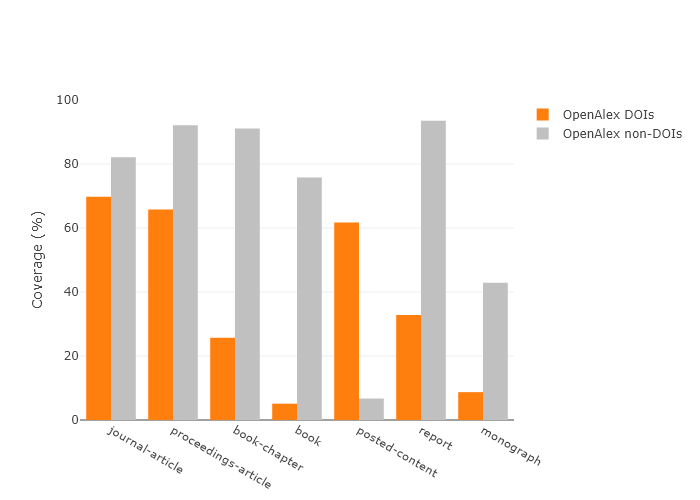 100
80
60
40
20
0
Coverage (%)
journal-article
proceedings-article
book-chapter
book
posted-content
report
monograph
OpenAlex DOIs
OpenAlex non-DOIs